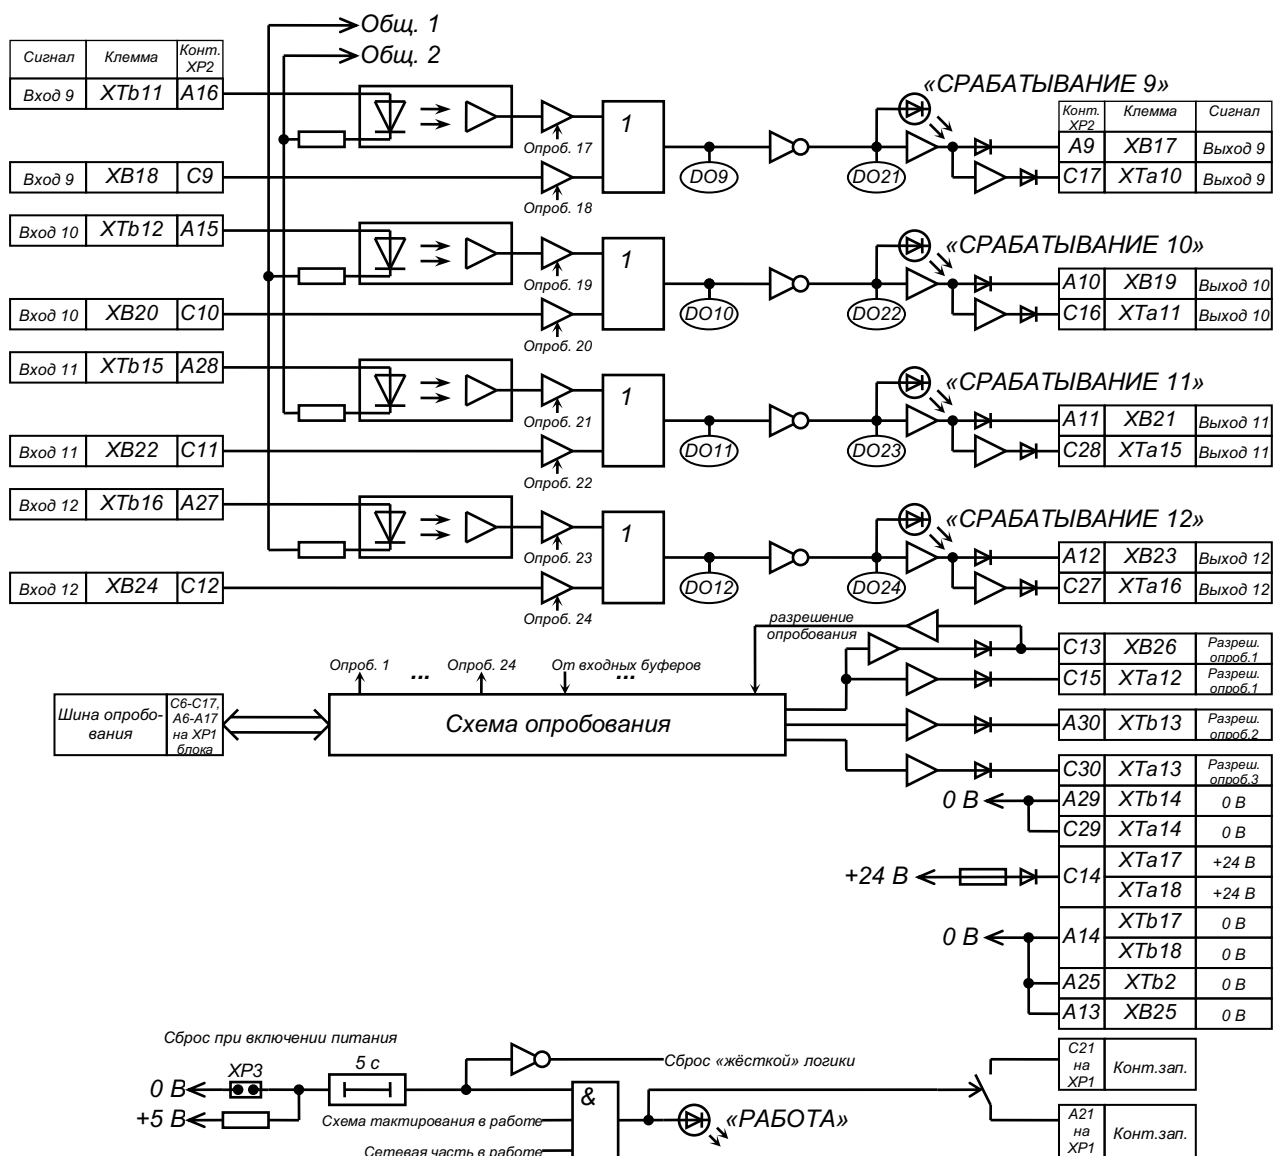 Общ. 1
Общ. 2
Сигнал Клемма Конт. XP2
Вход 9 XTb11 A16
Вход 9 XB18 C9
Вход 10 XTb12 A15
Вход 10 XB20 C10
Вход 11 XTb15 A28
Вход 11 XB22 C11
Вход 12 XTb16 A27
Вход 12 XB24 C12
Опроб. 17
Опроб. 18
Опроб. 19
Опроб. 20
Опроб. 21
Опроб. 22
Опроб. 23
Опроб. 24
1
1
1
1
DO9
DO21
DO10
DO22
DO11
DO23
DO12
DO24
«СРАБАТЫВАНИЕ 9»
«СРАБАТЫВАНИЕ 10»
«СРАБАТЫВАНИЕ 11»
«СРАБАТЫВАНИЕ 12»
Конт. XP2 Клемма Сигнал
A9 XB17 Выход 9
C17 XTa10 Выход 9
A10 XB19 Выход 10
C16 XTa11 Выход 10
A11 XB21 Выход 11
C28 XTa15 Выход 11
A12 XB23 Выход 12
C27 XTa16 Выход 12
разрешение
опробования
C13 XB26 Разреш. опроб.1
C15 XTa12 Разреш. опроб.1
A30 XTb13 Разреш. опроб.2
C30 XTa13 Разреш. опроб.3
Опроб. 1 ... Опроб. 24
От входных буферов
...
Шина опробо-
вания
C6-C17,
A6-A17
на XP1
блока
Схема опробования
0 В
A29 XTb14 0 В
C29 XTa14 0 В
+24 В
C14 XTa17 +24 В
XTa18 +24 В
0 В
A14 XTb17 0 В
XTb18 0 В
A25 XTb2 0 В
A13 XB25 0 В
Сброс при включении питания
0 В
XP3
5 с
+5 В
Сброс «жёсткой» логики
&
Схема тактирования в работе
Сетевая часть в работе
«РАБОТА»
C21
на
XP1
Конт.зап.
A21
на
XP1
Конт.зап.